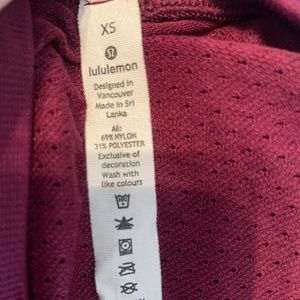 XS
lululemon
Designed in
Vancouver
Made in Sri
Lanka
All:
69% NYLON
31% POLYESTER
Exclusive of
decoration
Wash with
like colours